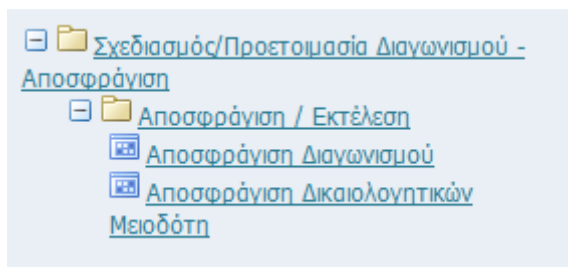 Σχεδιασμός/Προετοιμασία Διαγωνισμού -
Αποσφράγιση
Αποσφράγιση / Εκτέλεση
Αποσφράγιση Διαγωνισμού
Αποσφράγιση Δικαιολογητικών
Μειοδότη